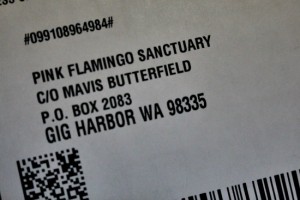 #099108964984#
PINK FLAMINGO SANCTUARY
C/O MAVIS BUTTERFIELD
P.O. BOX 2083
GIG HARBOR WA 98335